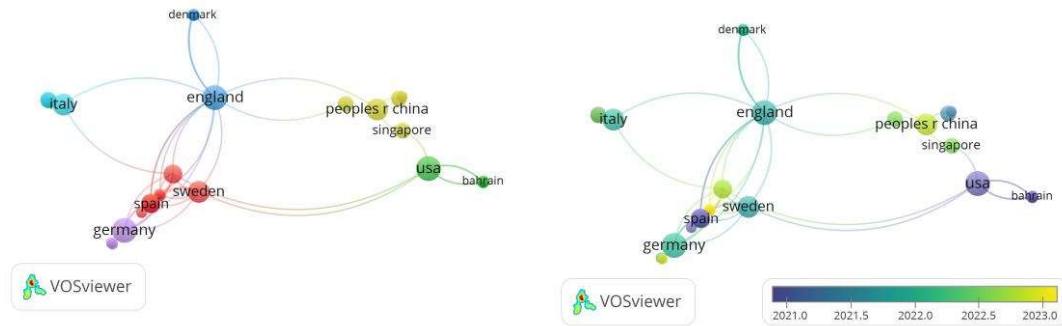 denmark
england
italy
peoples r china
singapore
usa
bahrain
sweden
spain
germany
VOSviewer
denmark
england
italy
peoples r china
singapore
usa
bahrain
sweden
spain
germany
VOSviewer
2021.0 2021.5 2022.0 2022.5 2023.0